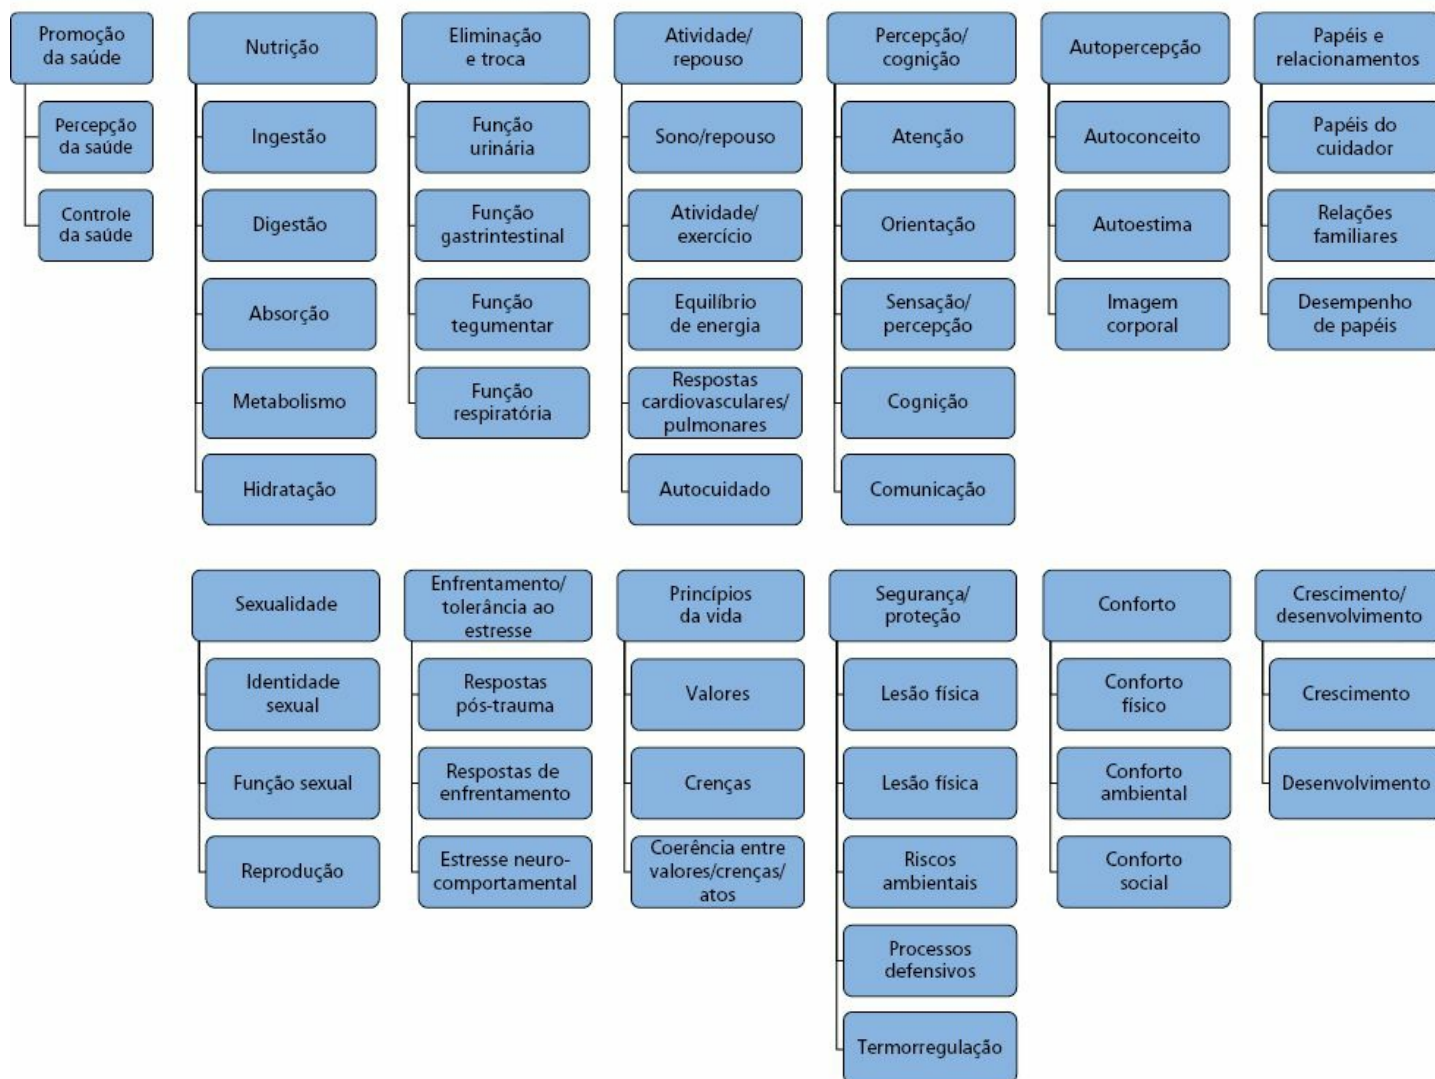 Promoção
da saúde
Percepção
da saúde
Controle
da saúde
Nutrição
Ingestão
Digestão
Absorção
Metabolismo
Hidratação
Eliminação
e troca
Função
urinária
Função
gastrintestinal
Função
tegumentar
Função
respiratória
Atividade/
repouso
Sono/repouso
Atividade/
exercício
Equilíbrio
de energia
Respostas
cardiovasculares/
pulmonares
Autocuidado
Percepção/
cognição
Atenção
Orientação
Sensação/
percepção
Cognição
Comunicação
Autopercepção
Autoconceito
Autoestima
Imagem
corporal
Papéis e
relacionamentos
Papéis do
cuidador
Relações
familiares
Desempenho
de papéis
Sexualidade
Identidade
sexual
Função sexual
Reprodução
Enfrentamento/
tolerância ao
estresse
Respostas
pós-trauma
Respostas de
enfrentamento
Estresse neuro-
comportamental
Princípios
da vida
Valores
Crenças
Coerência entre
valores/crenças/
atos
Segurança/
proteção
Lesão física
Lesão física
Riscos
ambientais
Processos
defensivos
Termorregulação
Conforto
Conforto
físico
Conforto
ambiental
Conforto
social
Crescimento/
desenvolvimento
Crescimento
Desenvolvimento